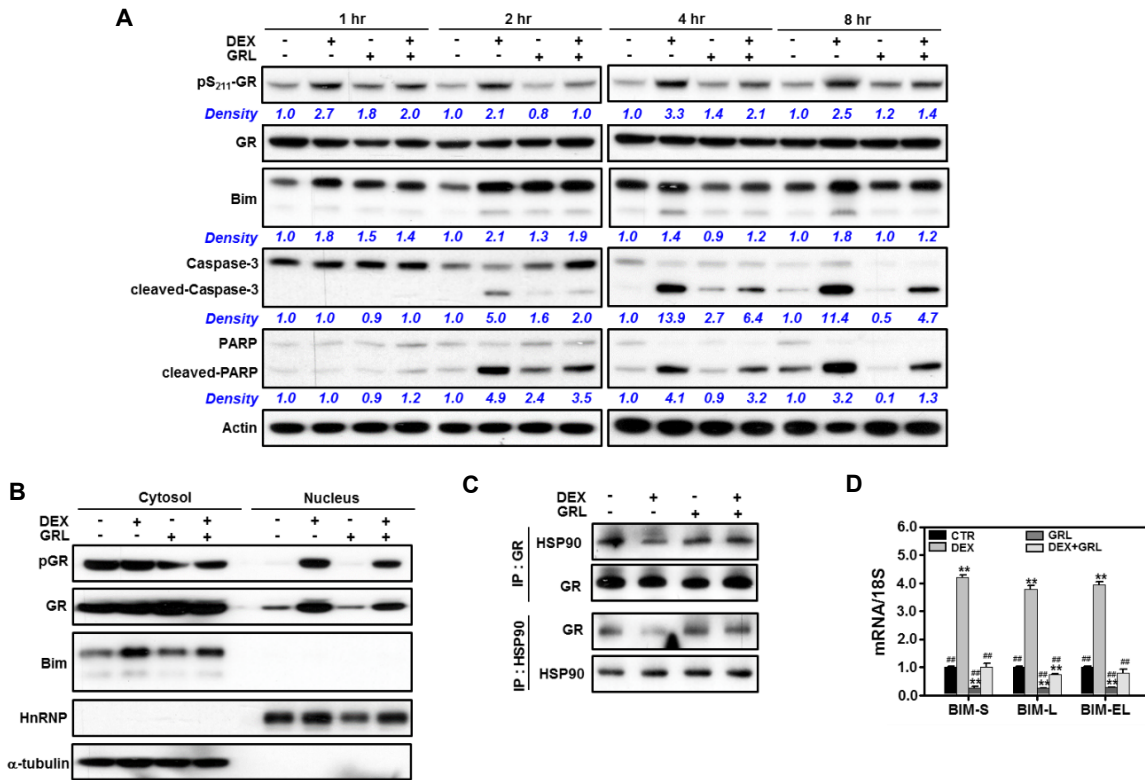 A
1 hr 2 hr 4 hr 8 hr
DEX - + - + - + - + - + - + - + - +
GRL - - + + - - + + - - + + - - + +
pS211-GR
Density 1.0 2.7 1.8 2.0 1.0 2.1 0.8 1.0 1.0 3.3 1.4 2.1 1.0 2.5 1.2 1.4
GR
Bim
Density 1.0 1.8 1.5 1.4 1.0 2.1 1.3 1.9 1.0 1.4 0.9 1.2 1.0 1.8 1.0 1.2
Caspase-3
cleaved-Caspase-3
Density 1.0 1.0 0.9 1.0 1.0 5.0 1.6 2.0 1.0 13.9 2.7 6.4 1.0 11.4 0.5 4.7
PARP
cleaved-PARP
Density 1.0 1.0 0.9 1.2 1.0 4.9 2.4 3.5 1.0 4.1 0.9 3.2 1.0 3.2 0.1 1.3
Actin
B
Cytosol Nucleus
DEX - + - + - + - +
GRL - - + + - - + +
pGR
GR
Bim
HnRNP
α-tubulin
C
DEX - + - +
GRL - - + +
IP : GR
HSP90
GR
IP : HSP90
GR
HSP90
D
mRNA/18S
6.0
5.0
4.0
3.0
2.0
1.0
0.0
CTR GRL
DEX DEX+GRL
## ** ## ** ##
## ** ## ** ##
## ** ## ** ##
BIM-S BIM-L BIM-EL